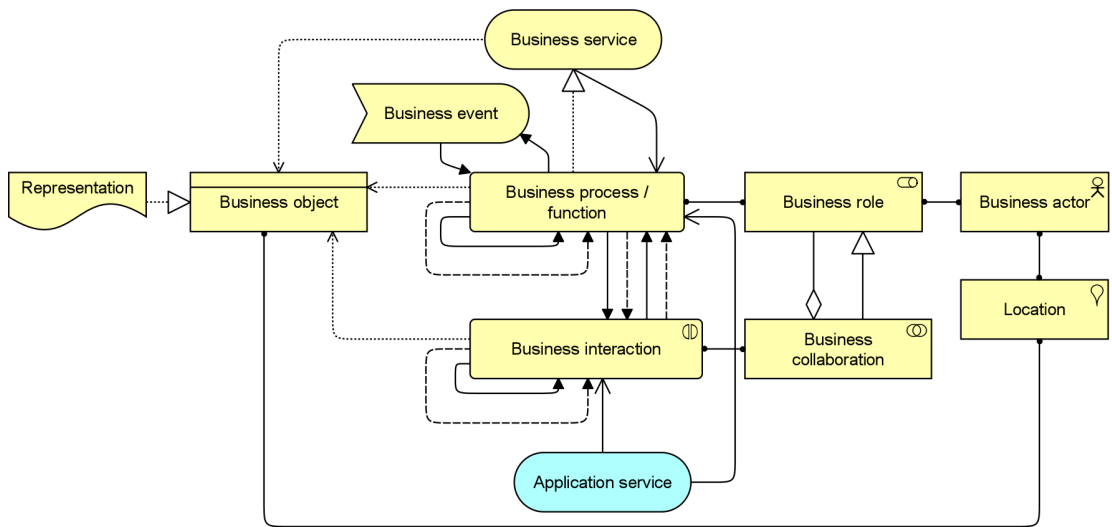 Business service
Business event
Representation
Business object
Business process /
function
Business role
Business actor
Location
Business interaction
Business
collaboration
Application service